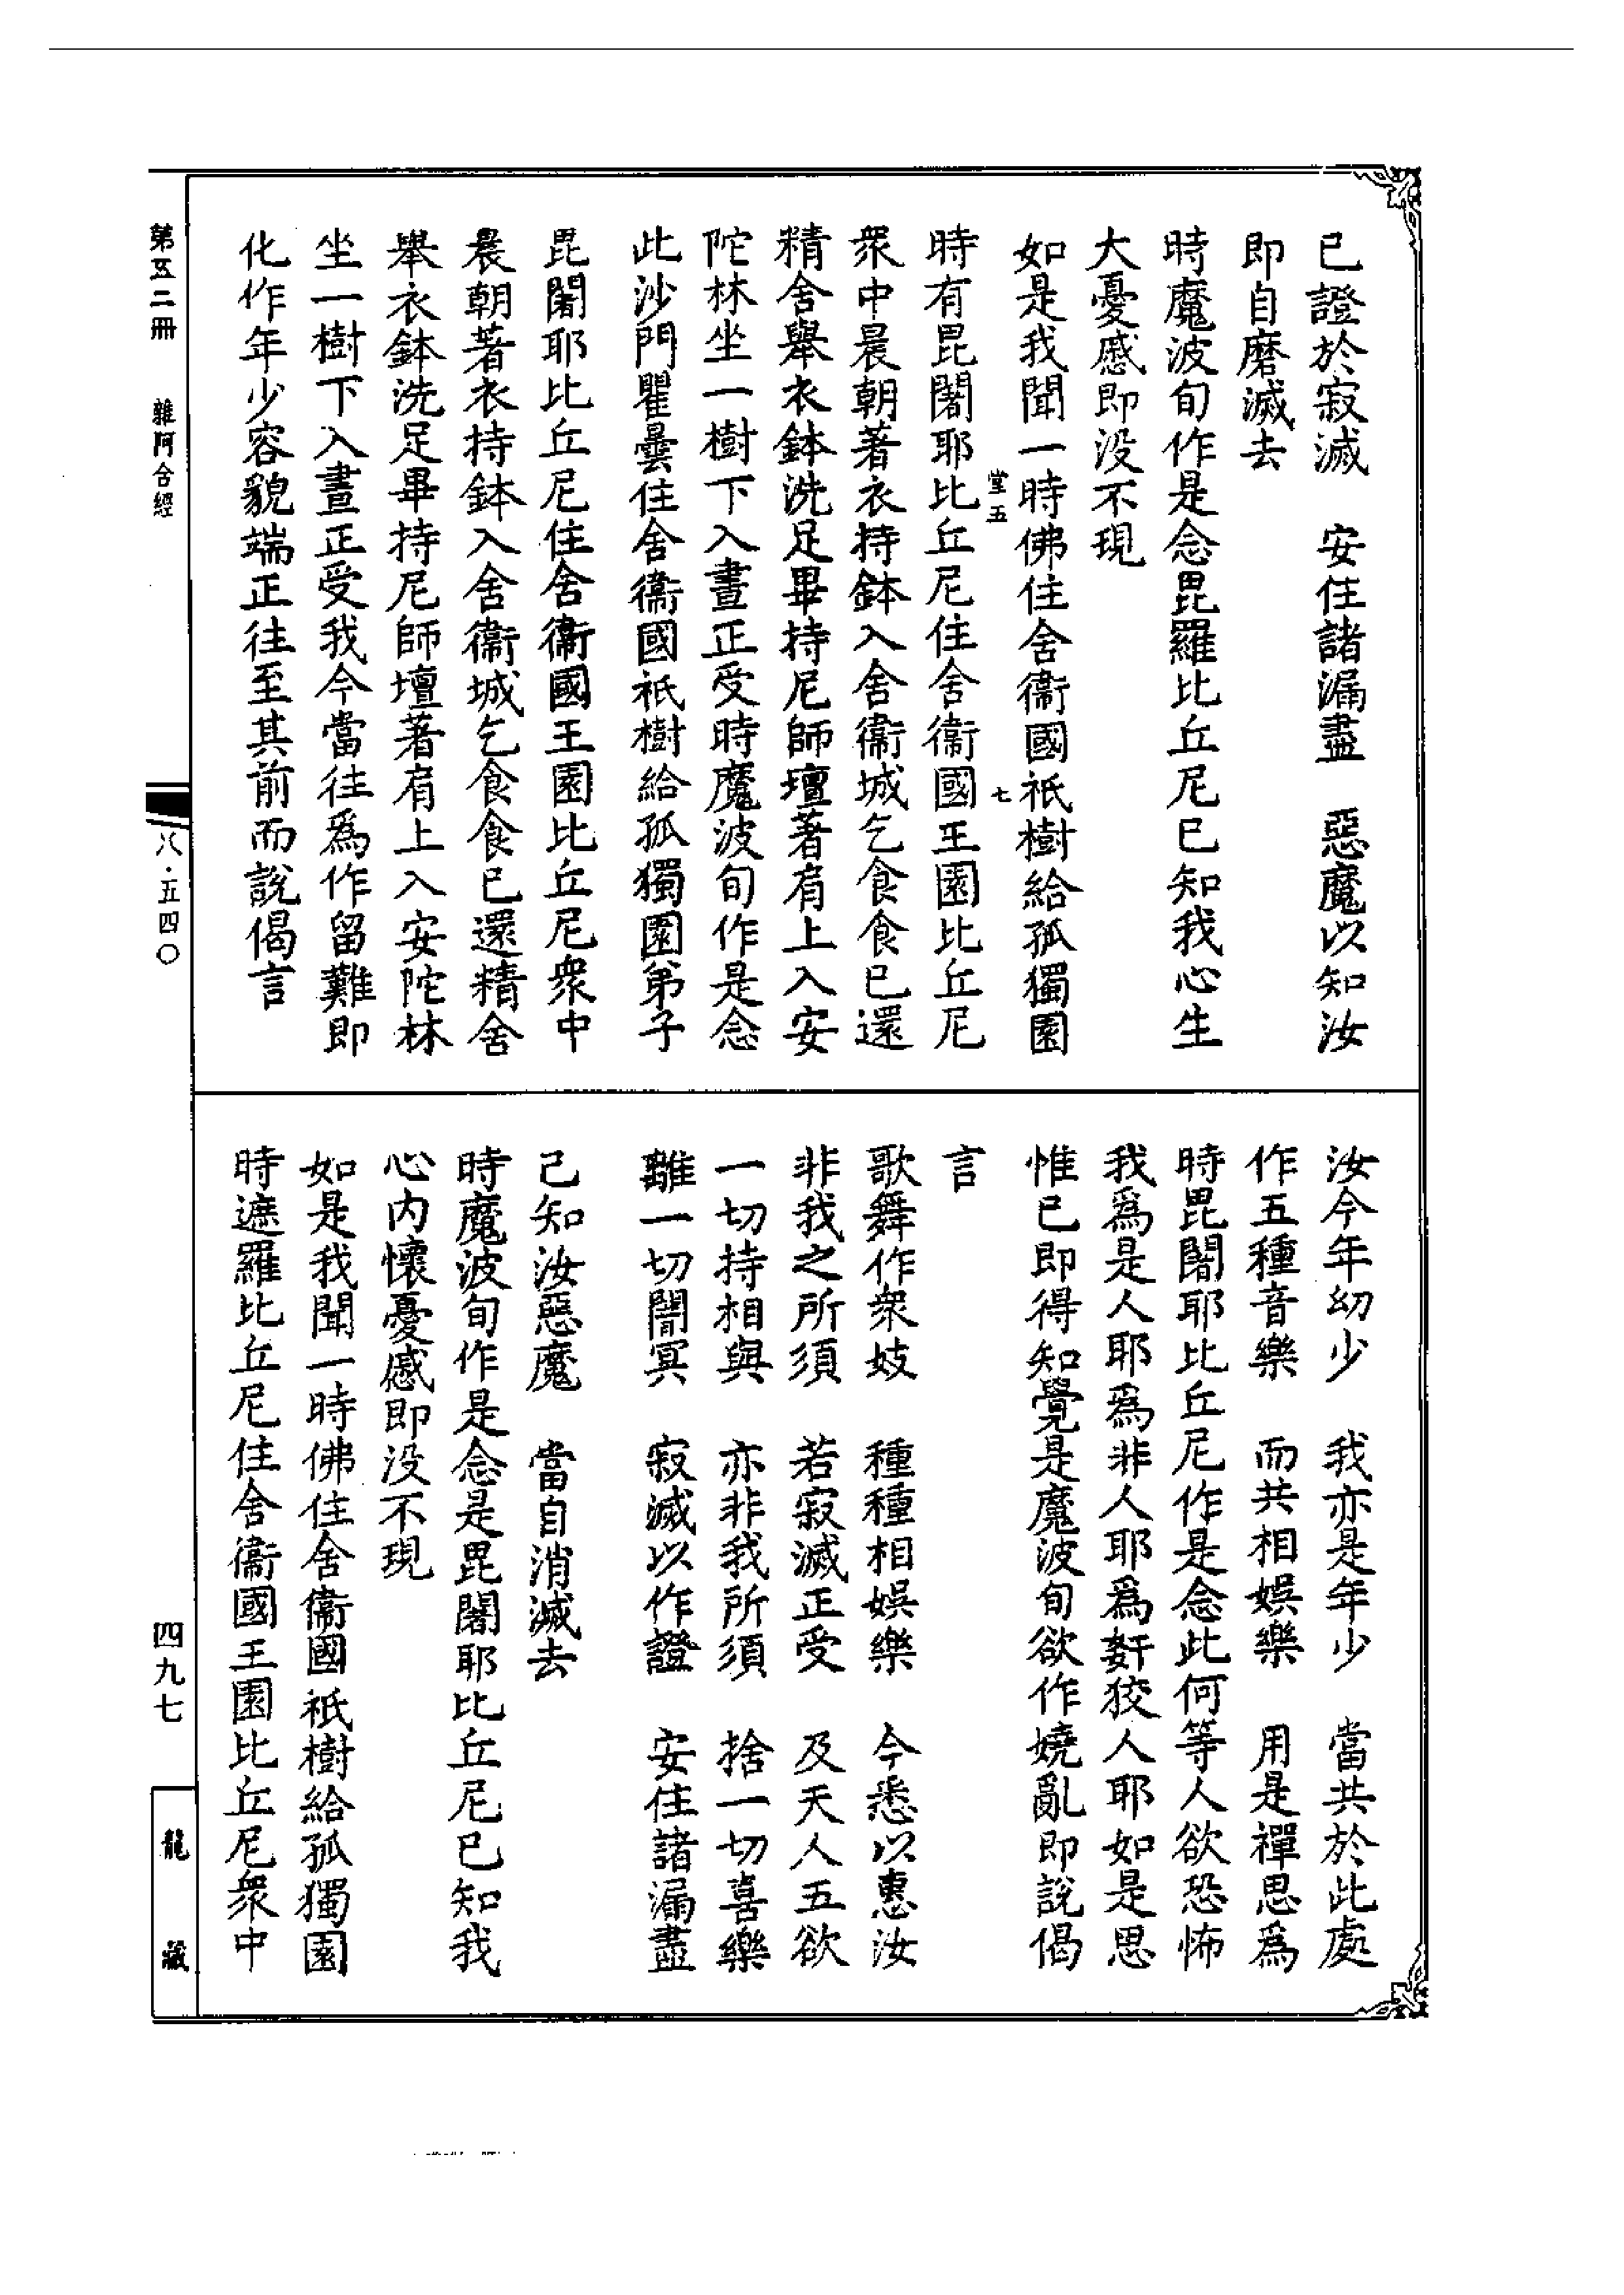 已證於寂滅　安住諸漏盡　惡魔以知汝
即自磨滅去
時魔波旬作是念毘羅比丘尼已知我心生
大憂慼即没不現
如是我聞一時佛住舍衞國祇樹給孤獨園
堂五　七
時有毘闍耶比丘尼住舍衞國王園比丘尼
衆中晨朝著衣持鉢入舍衞城乞食食已還
精舍舉衣鉢洗足畢持尼師壇著肩上入安
陀林坐一樹下入晝正受時魔波旬作是念
此沙門瞿曇住舍衞國祇樹給孤獨園弟子
毘闍耶比丘尼住舍衞國王園比丘尼衆中
晨朝著衣持鉢入舍衞城乞食食已還精舍
舉衣鉢洗足畢持尼師壇著肩上入安陀林
坐一樹下入晝正受我今當往爲作留難即
化作年少容貌端正往至其前而說偈言
汝今年幼少　我亦是年少　當共於此處
作五種音樂　而共相娛樂　用是禪思爲
時毘闍耶比丘尼作是念此何等人欲恐怖
我爲是人耶爲非人耶爲姧狡人耶如是思
惟已即得知覺是魔波旬欲作嬈亂即說偈
言
歌舞作衆妓　種種相娛樂　今悉以惠汝
非我之所須　若寂滅正受　及天人五欲
一切持相與　亦非我所須　捨一切喜樂
離一切闇冥　寂滅以作證　安住諸漏盡
己知汝惡魔　當自消滅去
時魔波旬作是念是毘闍耶比丘尼已知我
心内懷憂慼即没不現
如是我聞一時佛住舍衞國祇樹給孤獨園
時遮羅比丘尼住舍衞國王園比丘尼衆中
第五二冊　雜阿含經
八·五四〇
四九七
龍藏